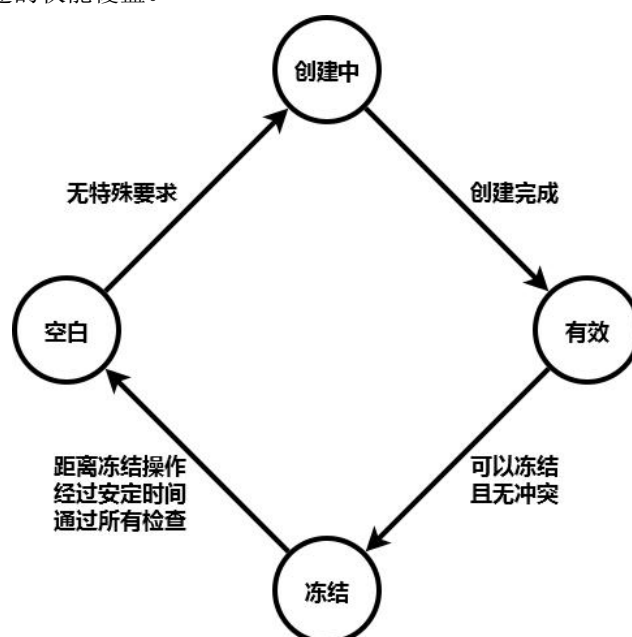 的状态覆盖。
创建中
无特殊要求
创建完成
空白
有效
距离冻结操作
经过安定时间
通过所有检查
可以冻结
且无冲突
冻结